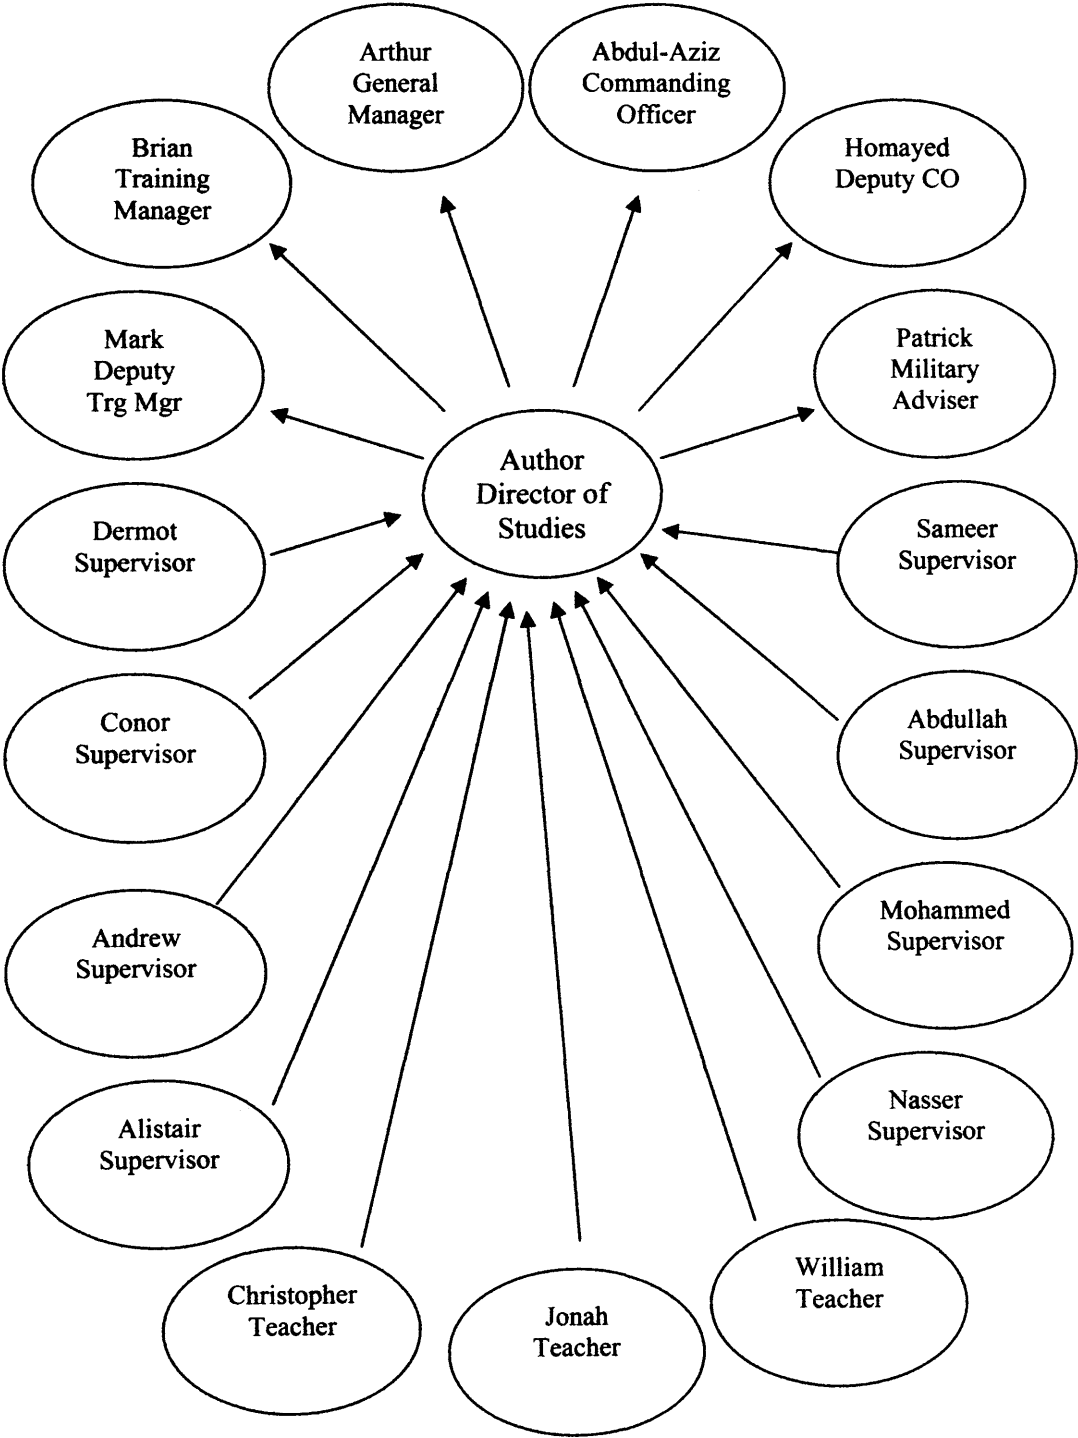 Arthur
General
Manager
Abdul-Aziz
Commanding
Officer
Brian
Training
Manager
Homayed
Deputy CO
Mark
Deputy
Trg Mgr
Patrick
Military
Adviser
Author
Director of
Studies
Dermot
Supervisor
Sameer
Supervisor
Conor
Supervisor
Abdullah
Supervisor
Andrew
Supervisor
Mohammed
Supervisor
Alistair
Supervisor
Nasser
Supervisor
Christopher
Teacher
Jonah
Teacher
William
Teacher